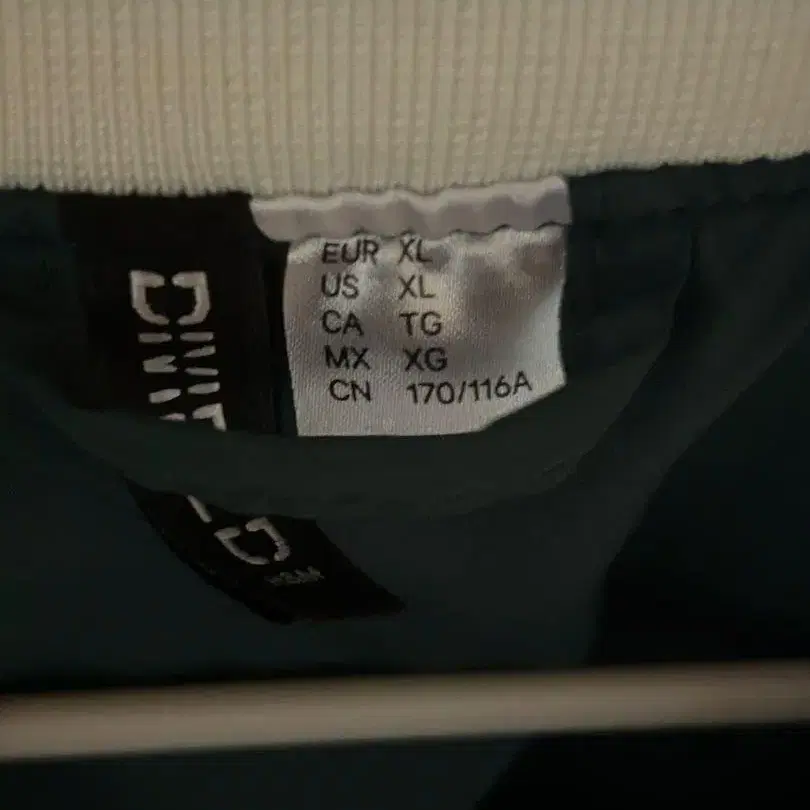 EUR XL
US XL
CA TG
MX XG
CN 170/116A
H&M